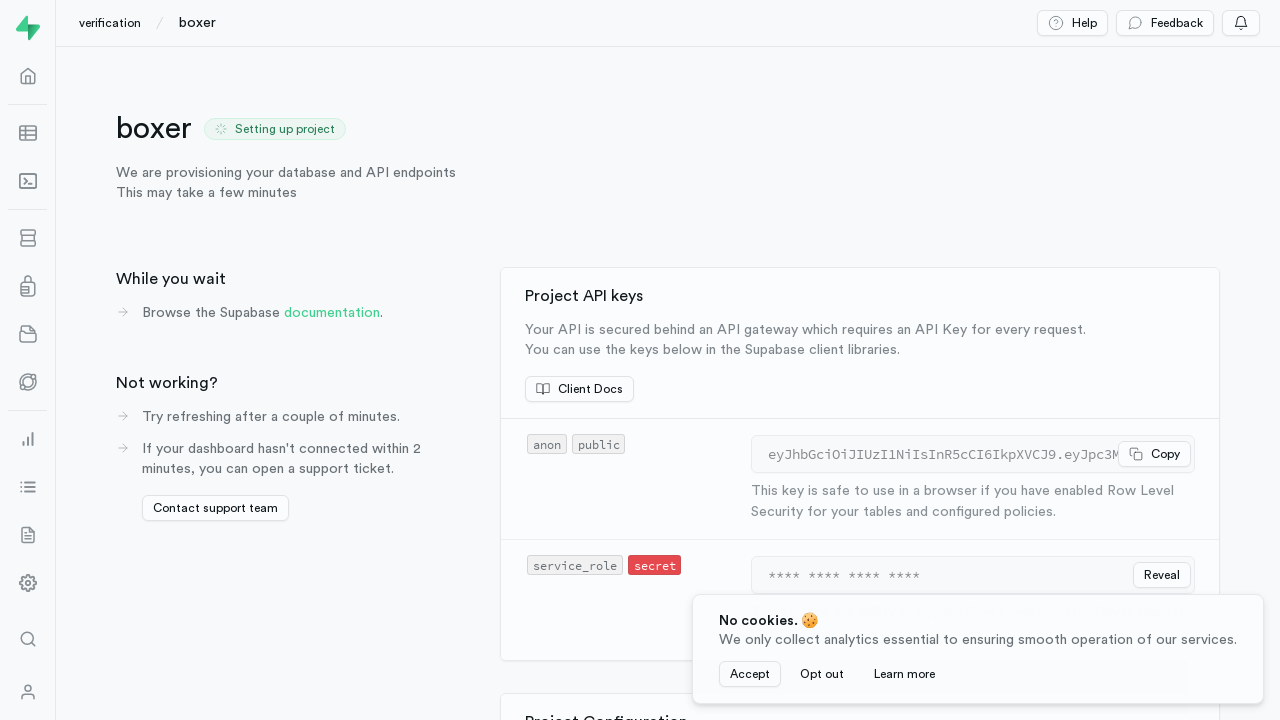 verification / boxer
Help
Feedback
boxer
Setting up project
We are provisioning your database and API endpoints
This may take a few minutes
While you wait
Browse the Supabase documentation.
Not working?
Try refreshing after a couple of minutes.
If your dashboard hasn't connected within 2
minutes, you can open a support ticket.
Contact support team
Project API keys
Your API is secured behind an API gateway which requires an API Key for every request.
You can use the keys below in the Supabase client libraries.
Client Docs
anon public
eyJhbGciOiJIUzI1NiIsInR5cCI6IkpXVCJ9.eyJpc3M
Copy
This key is safe to use in a browser if you have enabled Row Level
Security for your tables and configured policies.
service_role secret
**** **** **** ****
Reveal
No cookies. 🍪
We only collect analytics essential to ensuring smooth operation of our services.
Accept
Opt out
Learn more
Project Configuration